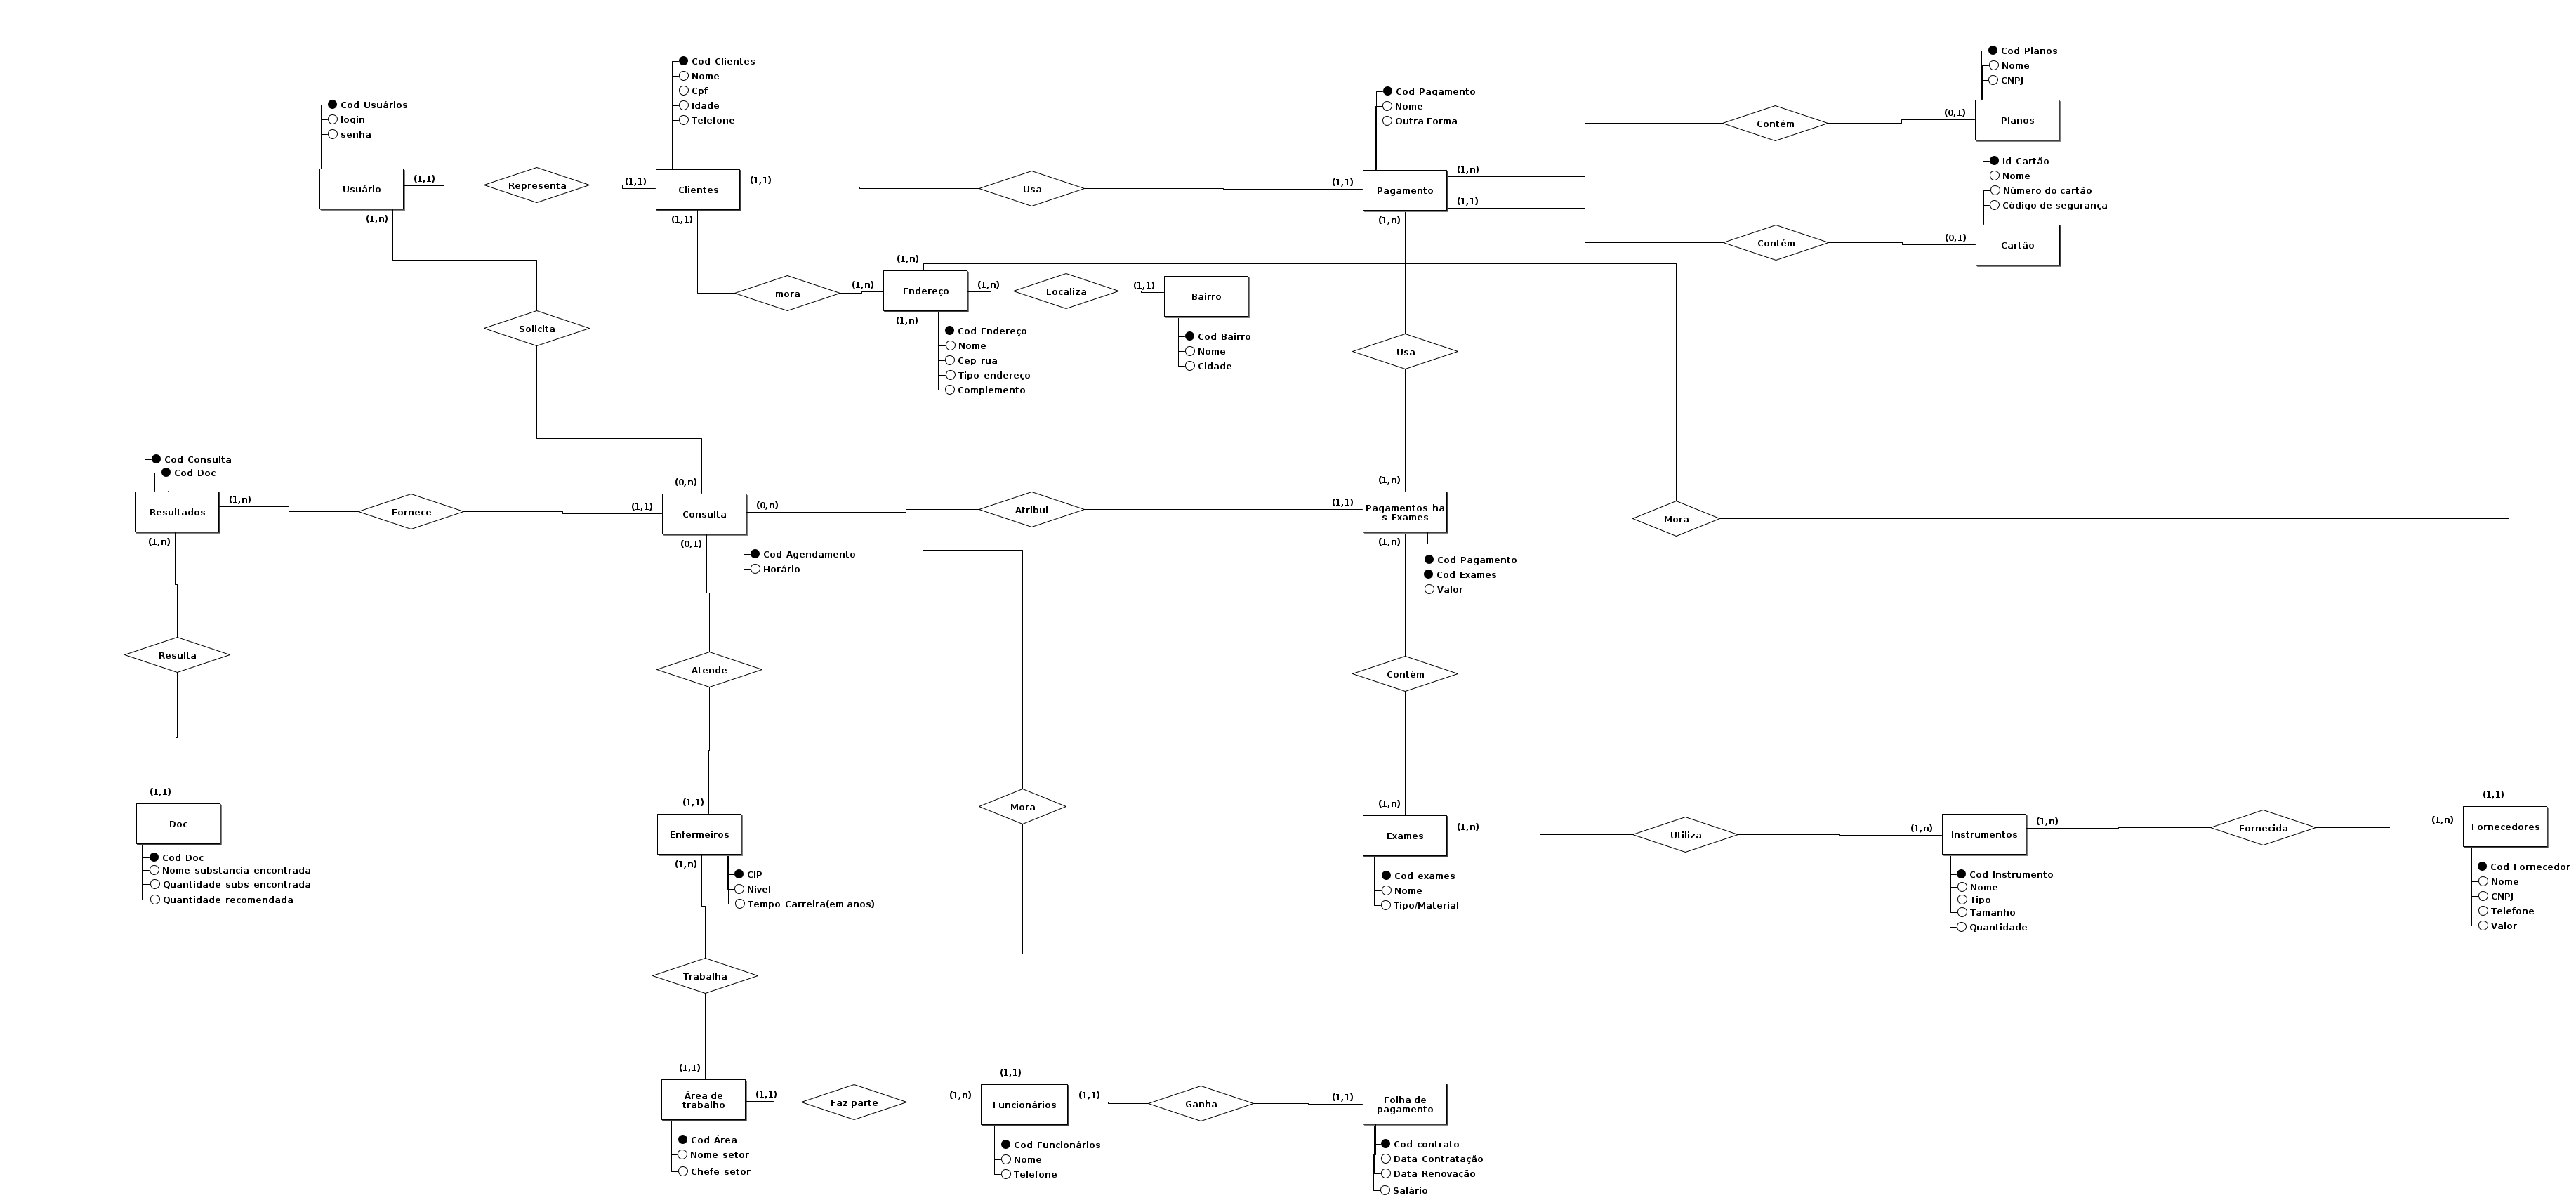 Cod Planos
Nome
CNPJ
Planos
(0,1)
Contém
Cod Clientes
Nome
Cpf
Idade
Telefone
Cod Pagamento
Nome
Outra Forma
Cod Usuários
login
senha
Id Cartão
Nome
Número do cartão
Código de segurança
Usuário
(1,1)
Representa
(1,1)
Clientes
(1,1)
Usa
(1,1)
Pagamento
(1,n)
(1,1)
(1,n)
(1,1)
(1,n)
Contém
(0,1)
Cartão
(1,n)
mora
(1,n)
Endereço
(1,n)
Localiza
(1,1)
Bairro
(1,n)
Cod Endereço
Nome
Cep rua
Tipo endereço
Complemento
Cod Bairro
Nome
Cidade
Solicita
Usa
Cod Consulta
Cod Doc
(0,n)
(1,n)
Resultados
(1,n)
Fornece
(1,1)
Consulta
(0,n)
Atribui
(1,1)
Pagamentos_ha
s_Exames
Mora
(1,n)
(0,1)
(1,n)
Cod Agendamento
Horário
Cod Pagamento
Cod Exames
Valor
Resulta
Atende
Contém
(1,1)
(1,1)
(1,n)
(1,1)
Doc
Enfermeiros
Mora
Exames
(1,n)
Utiliza
(1,n)
Instrumentos
(1,n)
Fornecida
(1,n)
Fornecedores
Cod Doc
Nome substancia encontrada
Quantidade subs encontrada
Quantidade recomendada
(1,n)
CIP
Nivel
Tempo Carreira(em anos)
Cod exames
Nome
Tipo/Material
Cod Instrumento
Nome
Tipo
Tamanho
Quantidade
Cod Fornecedor
Nome
CNPJ
Telefone
Valor
Trabalha
(1,1)
(1,1)
Área de
trabalho
(1,1)
Faz parte
(1,n)
Funcionários
(1,1)
Ganha
(1,1)
Folha de
pagamento
Cod Área
Nome setor
Chefe setor
Cod Funcionários
Nome
Telefone
Cod contrato
Data Contratação
Data Renovação
Salário